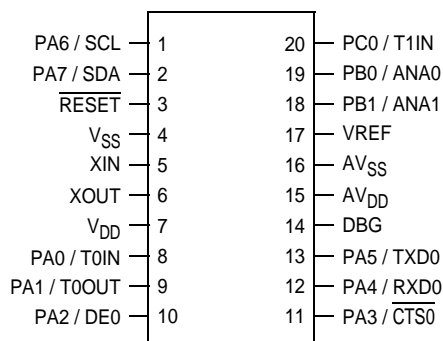 PA6 / SCL 1 20 PC0 / T1IN
PA7 / SDA 2 19 PB0 / ANA0
RESET 3 18 PB1 / ANA1
VSS 4 17 VREF
XIN 5 16 AVSS
XOUT 6 15 AVDD
VDD 7 14 DBG
PA0 / T0IN 8 13 PA5 / TXD0
PA1 / T0OUT 9 12 PA4 / RXD0
PA2 / DE0 10 11 PA3 / CTS0